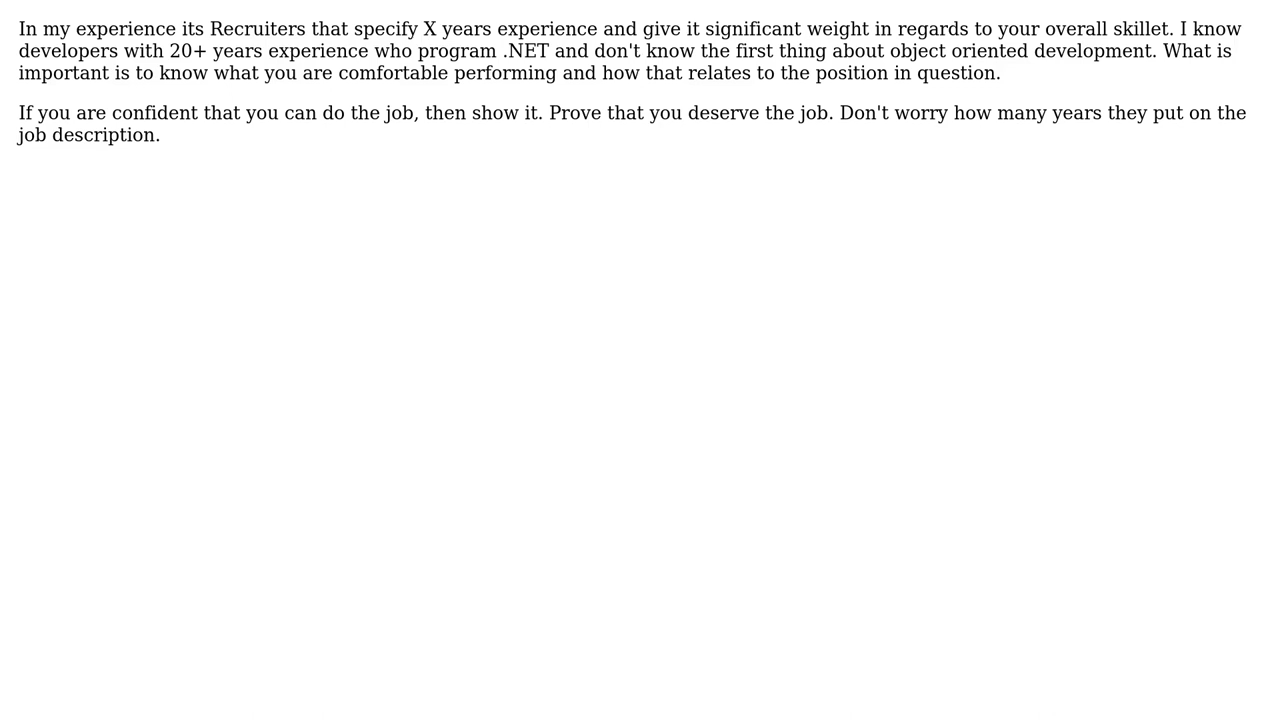 In my experience its Recruiters that specify X years experience and give it significant weight in regards to your overall skillet. I know
developers with 20+ years experience who program .NET and don't know the first thing about object oriented development. What is
important is to know what you are comfortable performing and how that relates to the position in question.
If you are confident that you can do the job, then show it. Prove that you deserve the job. Don't worry how many years they put on the
job description.